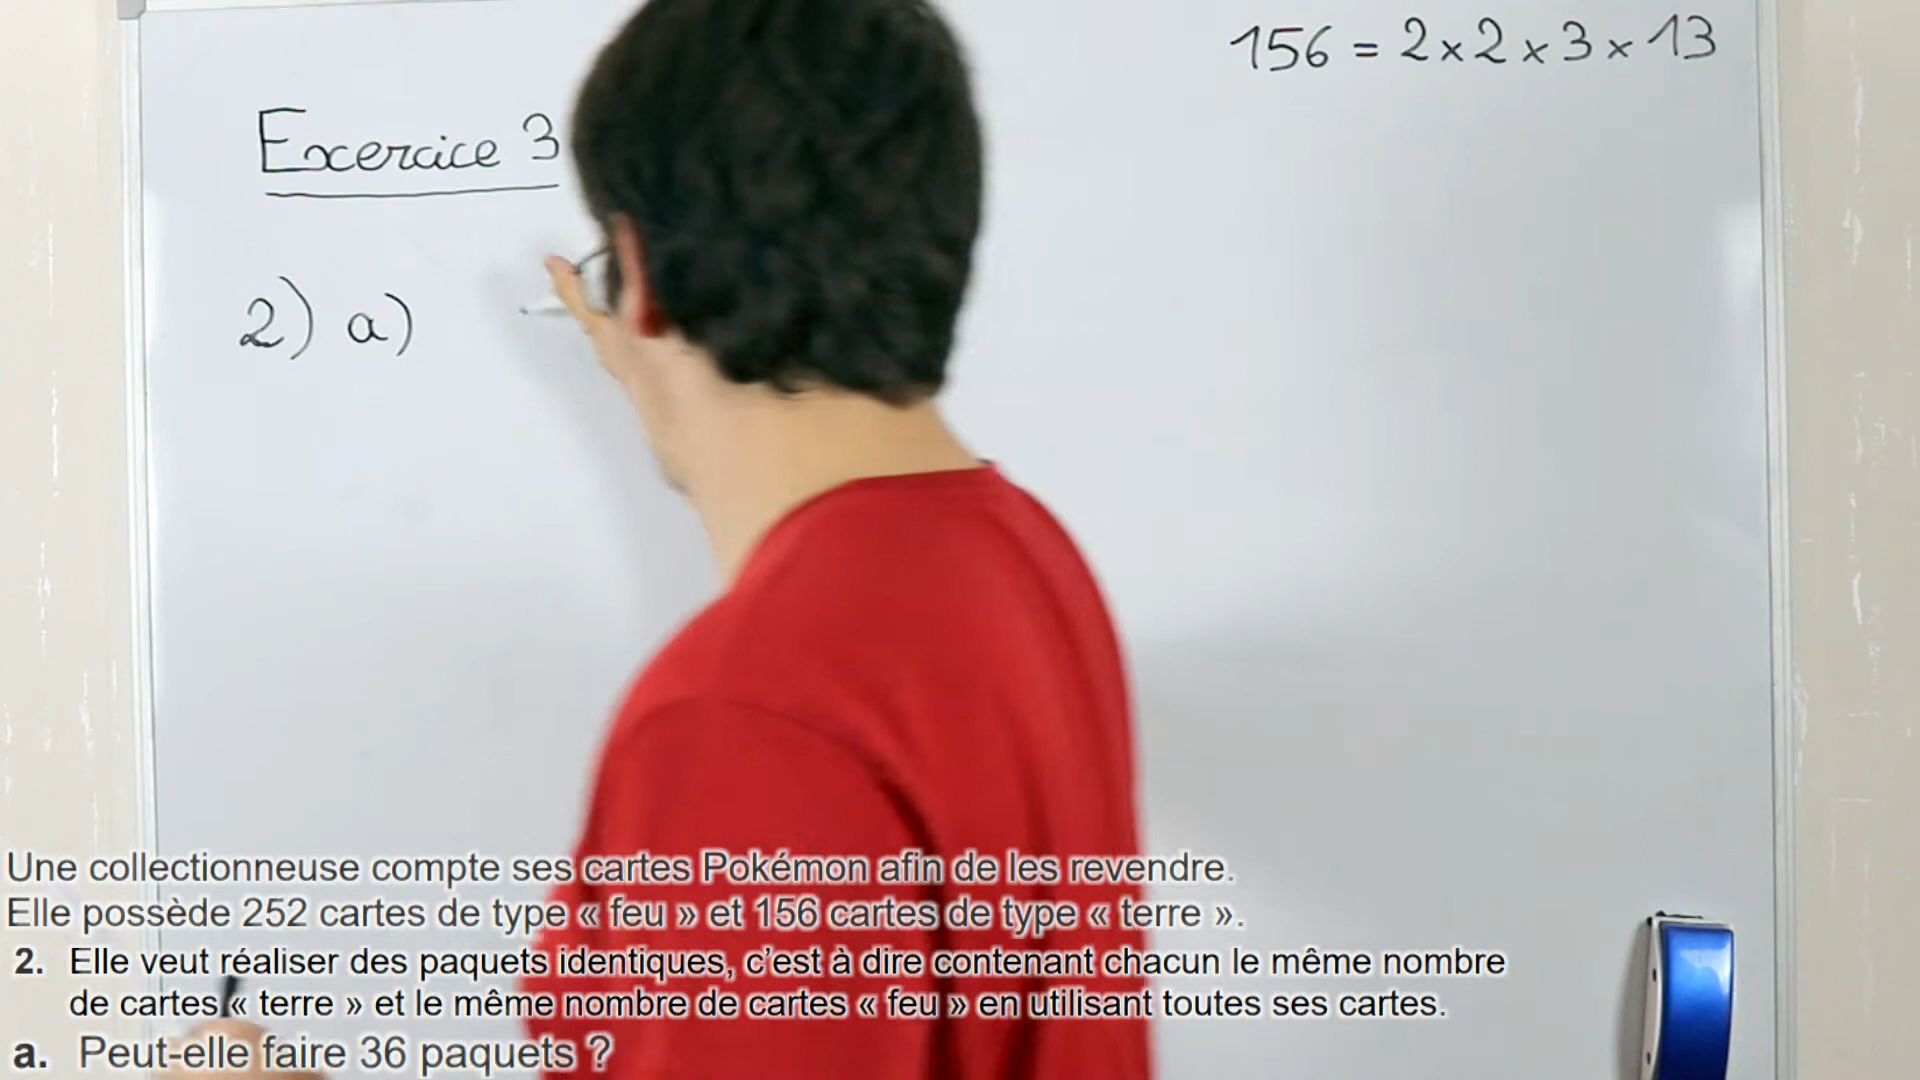 156 = 2 x 2 x 3 x 13
Exercice 3
2) a)
Une collectionneuse compte ses cartes Pokémon afin de les revendre.
Elle possède 252 cartes de type « feu » et 156 cartes de type « terre ».
2. Elle veut réaliser des paquets identiques, c’est à dire contenant chacun le même nombre
de cartes « terre » et le même nombre de cartes « feu » en utilisant toutes ses cartes.
a. Peut-elle faire 36 paquets ?